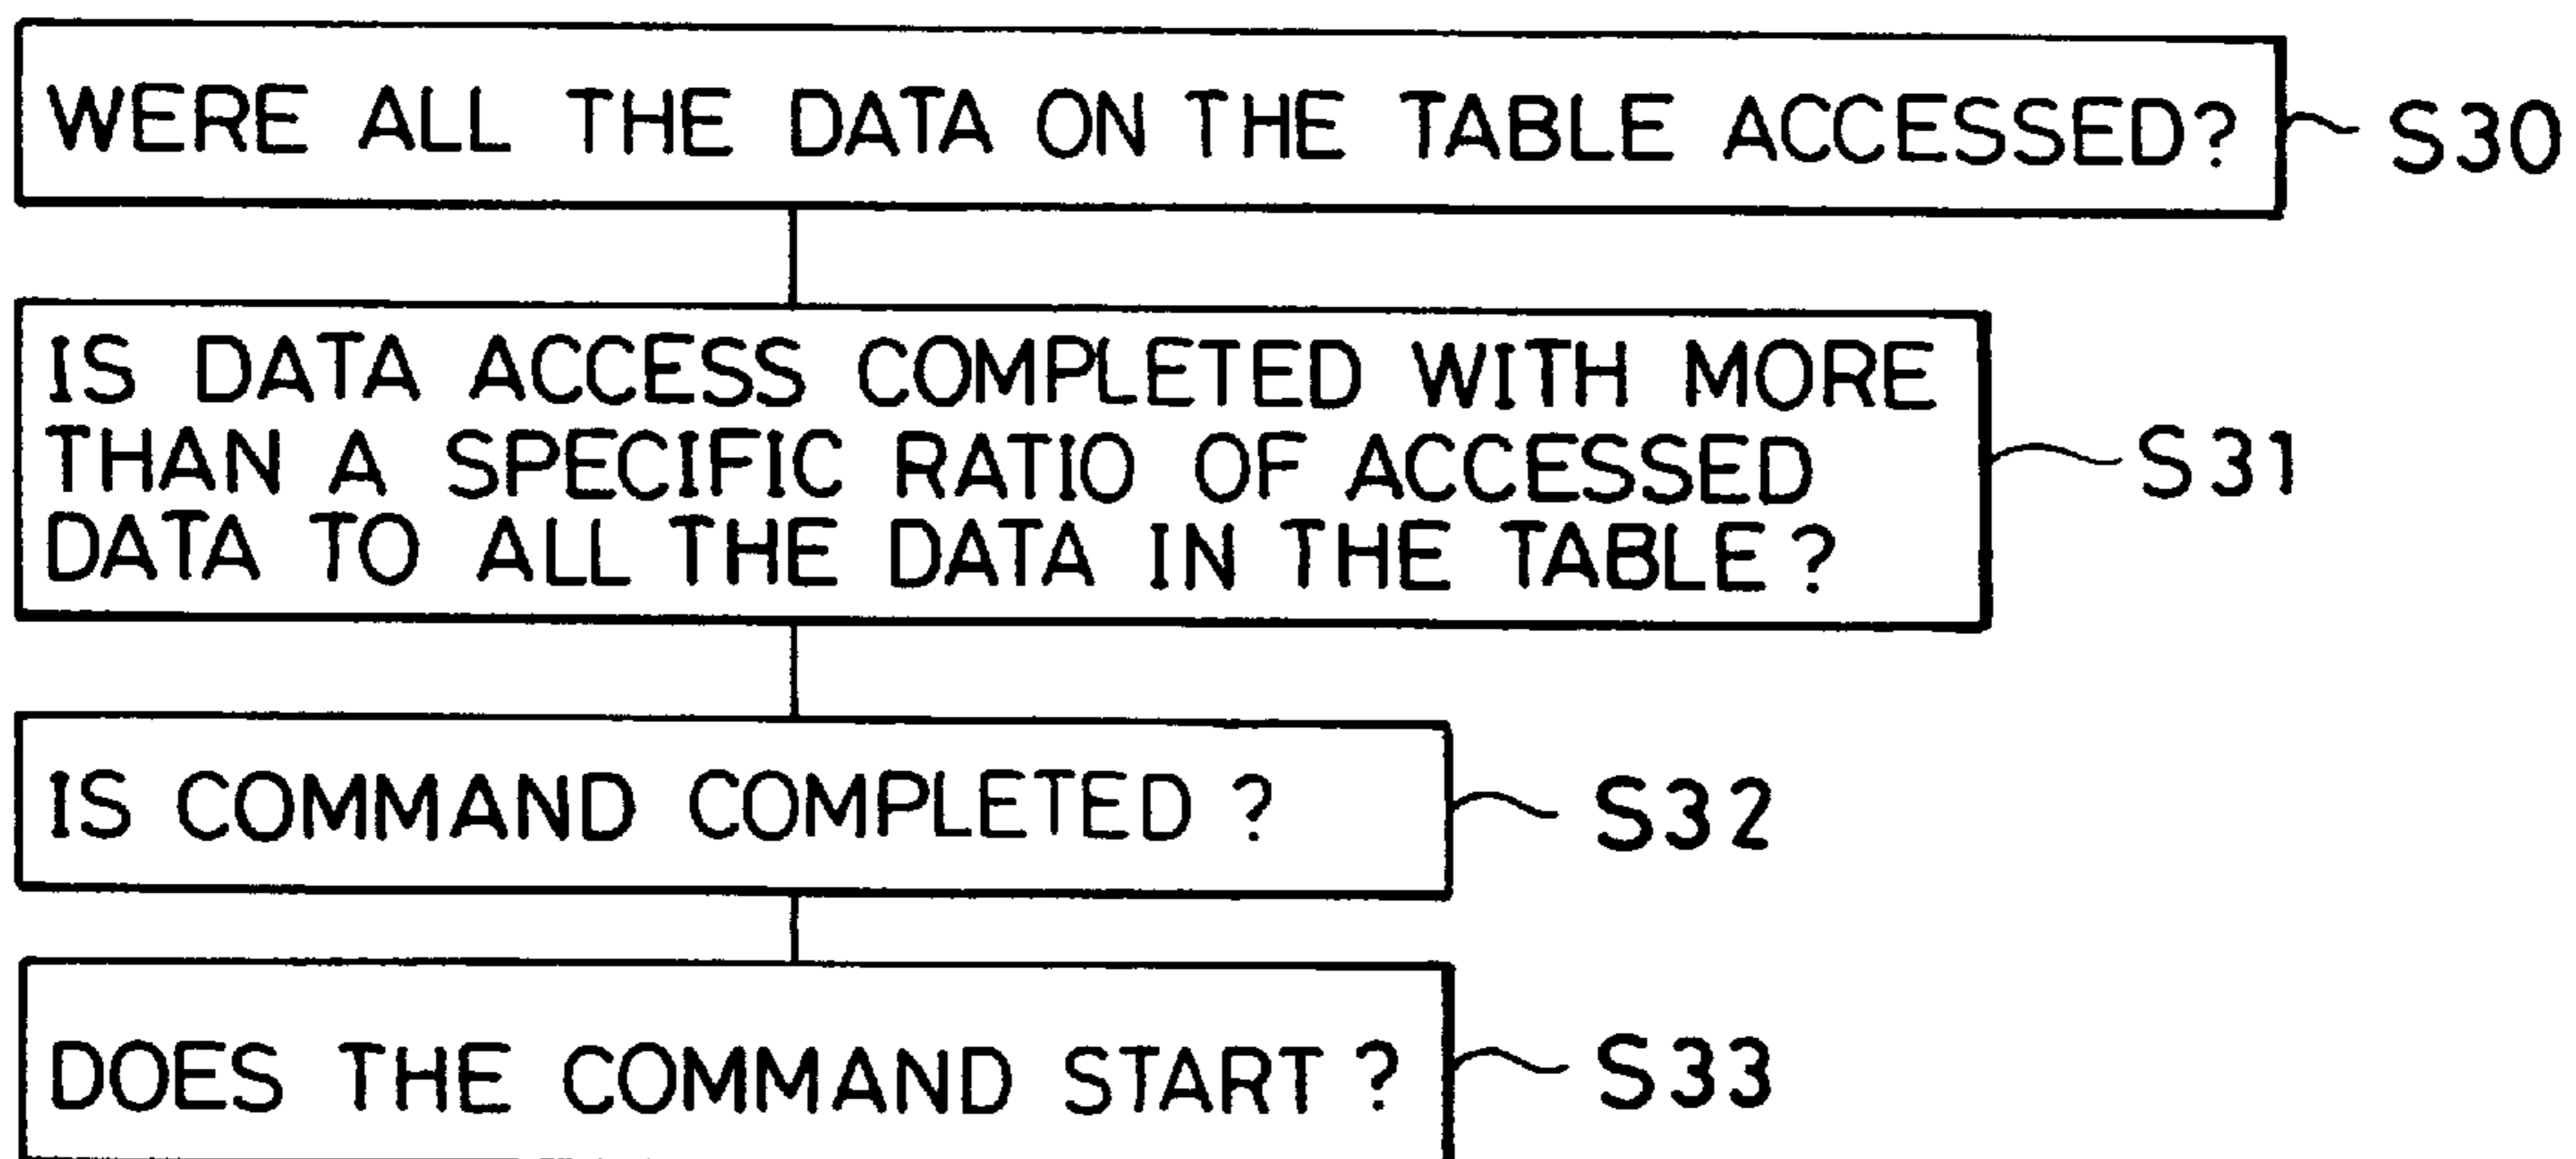 WERE ALL THE DATA ON THE TABLE ACCESSED? S30
IS DATA ACCESS COMPLETED WITH MORE
THAN A SPECIFIC RATIO OF ACCESSED S31
DATA TO ALL THE DATA IN THE TABLE ?
IS COMMAND COMPLETED ? S32
DOES THE COMMAND START ? S33